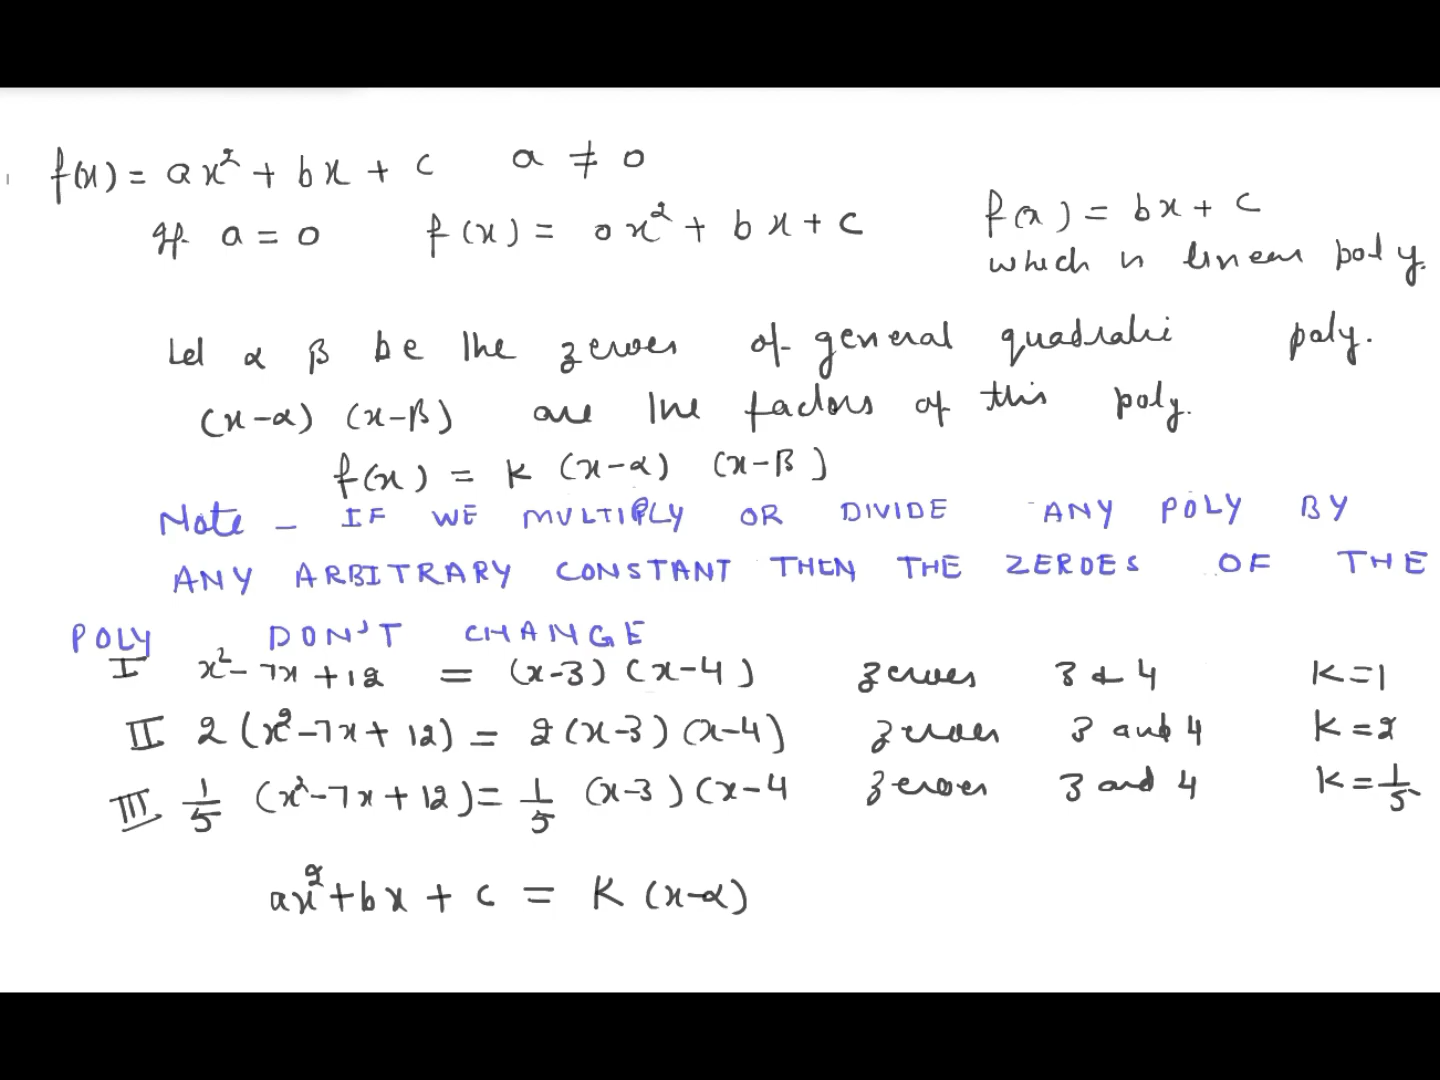 f(x) = ax² + bx + c a ≠ 0
If a = 0 f(x) = 0x² + bx + c f(x) = bx + c
which is linear poly.
Let α β be the zeroes of general quadratic poly.
(x-α) (x-β) are the factors of this poly.
f(x) = K (x-α) (x-β)
Note - IF WE MULTIPLY OR DIVIDE ANY POLY BY
ANY ARBITRARY CONSTANT THEN THE ZEROES OF THE
POLY DON'T CHANGE
I x² - 7x + 12 = (x-3) (x-4) zeroes 3 & 4 K=1
II 2 (x² - 7x + 12) = 2 (x-3) (x-4) zeroes 3 and 4 K=2
III 1/5 (x² - 7x + 12) = 1/5 (x-3) (x-4 zeroes 3 and 4 K = 1/5
ax² + bx + c = K (x-α)